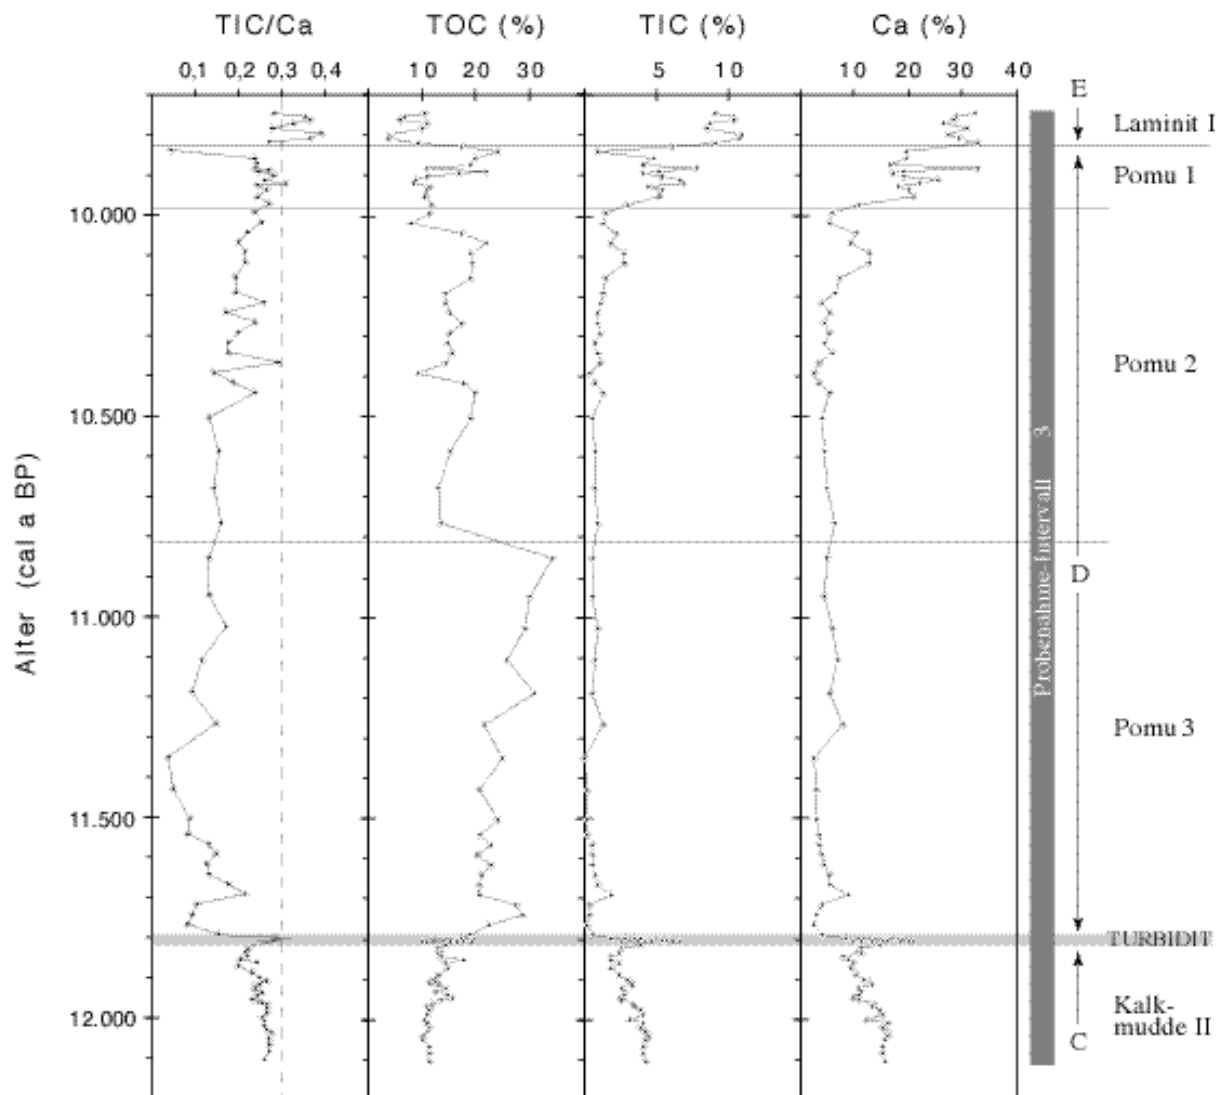 TIC/Ca TOC (%) TIC (%) Ca (%)
0,1 0,2 0,3 0,4 10 20 30 5 10 10 20 30 40
E
Laminit I
Pomu 1
10.000
Pomu 2
10.500
Alter (cal a BP)
Probenahme-Intervall 3
D
11.000
Pomu 3
11.500
TURBIDIT
12.000
Kalk-
mudde II
C